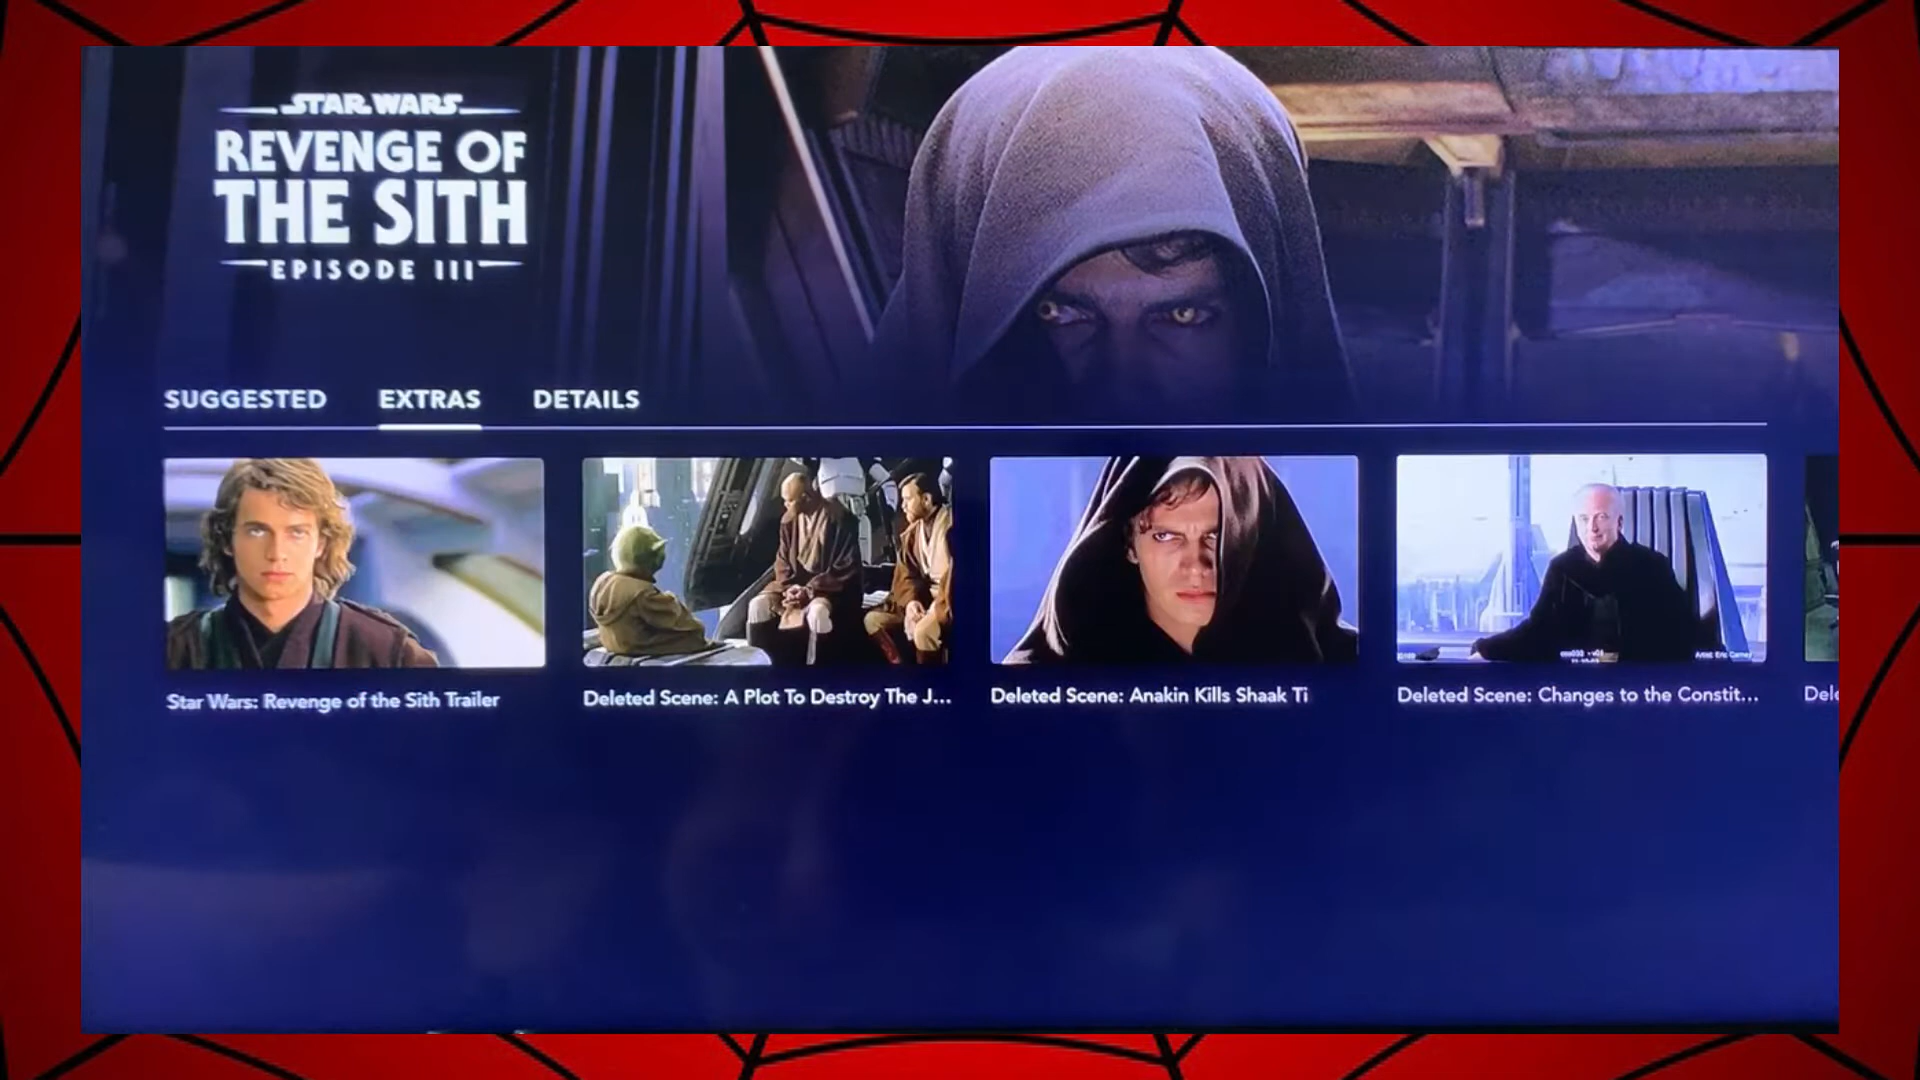 STAR WARS
REVENGE OF
THE SITH
EPISODE III
SUGGESTED EXTRAS DETAILS
Star Wars: Revenge of the Sith Trailer
Deleted Scene: A Plot To Destroy The J...
Deleted Scene: Anakin Kills Shaak Ti
Deleted Scene: Changes to the Constit...